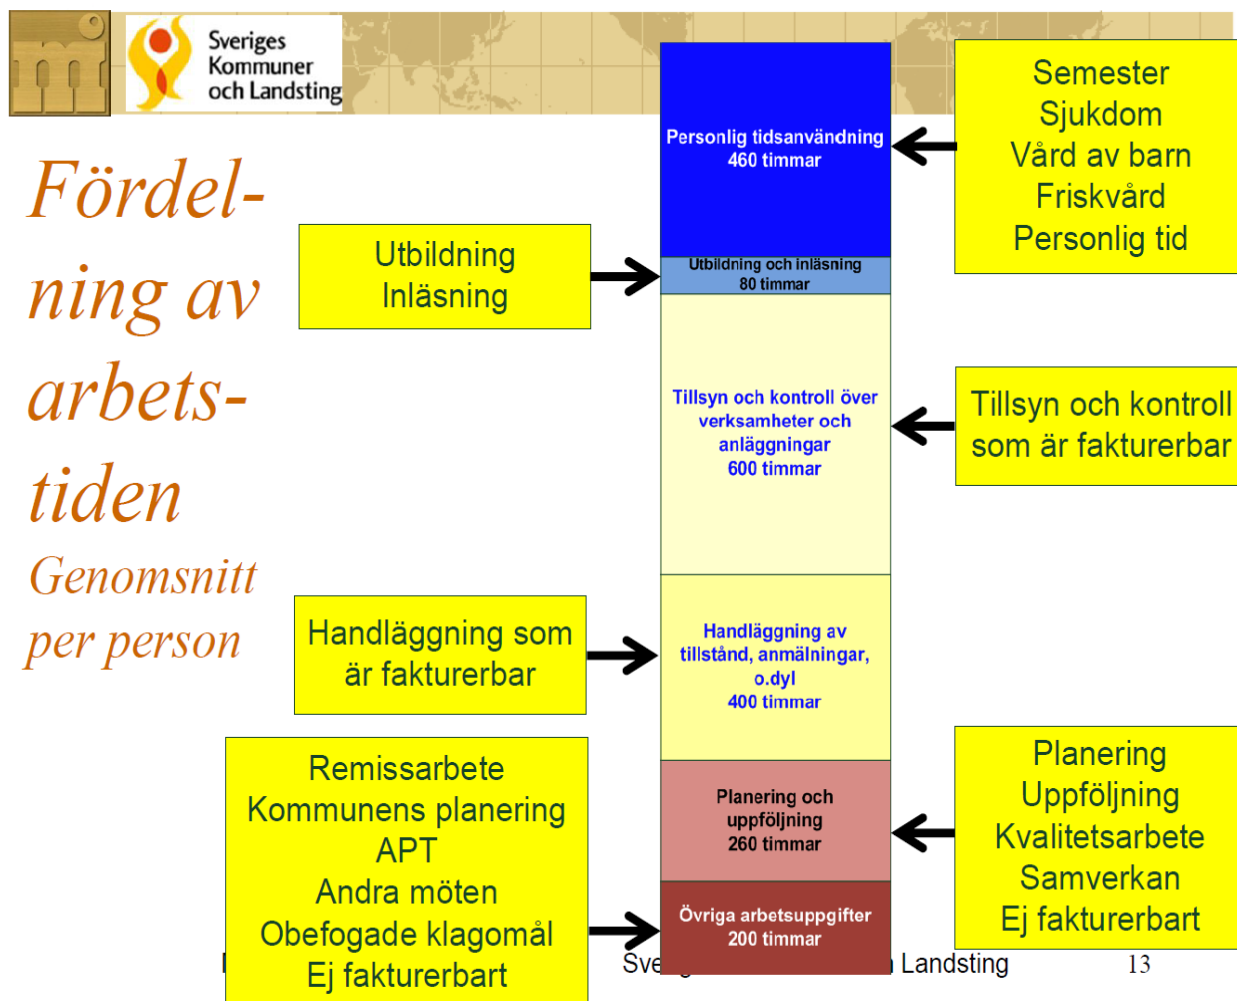 Sveriges
Kommuner
och Landsting
Fördel-
ning av
arbets-
tiden
Genomsnitt
per person
Personlig tidsanvändning
460 timmar
Semester
Sjukdom
Vård av barn
Friskvård
Personlig tid
Utbildning
Inläsning
Utbildning och inläsning
80 timmar
Tillsyn och kontroll över
verksamheter och
anläggningar
600 timmar
Tillsyn och kontroll
som är fakturerbar
Handläggning som
är fakturerbar
Handläggning av
tillstånd, anmälningar,
o.dyl
400 timmar
Remissarbete
Kommunens planering
APT
Andra möten
Obefogade klagomål
Ej fakturerbart
Planering och
uppföljning
260 timmar
Planering
Uppföljning
Kvalitetsarbete
Samverkan
Ej fakturerbart
Övriga arbetsuppgifter
200 timmar
Landsting
13